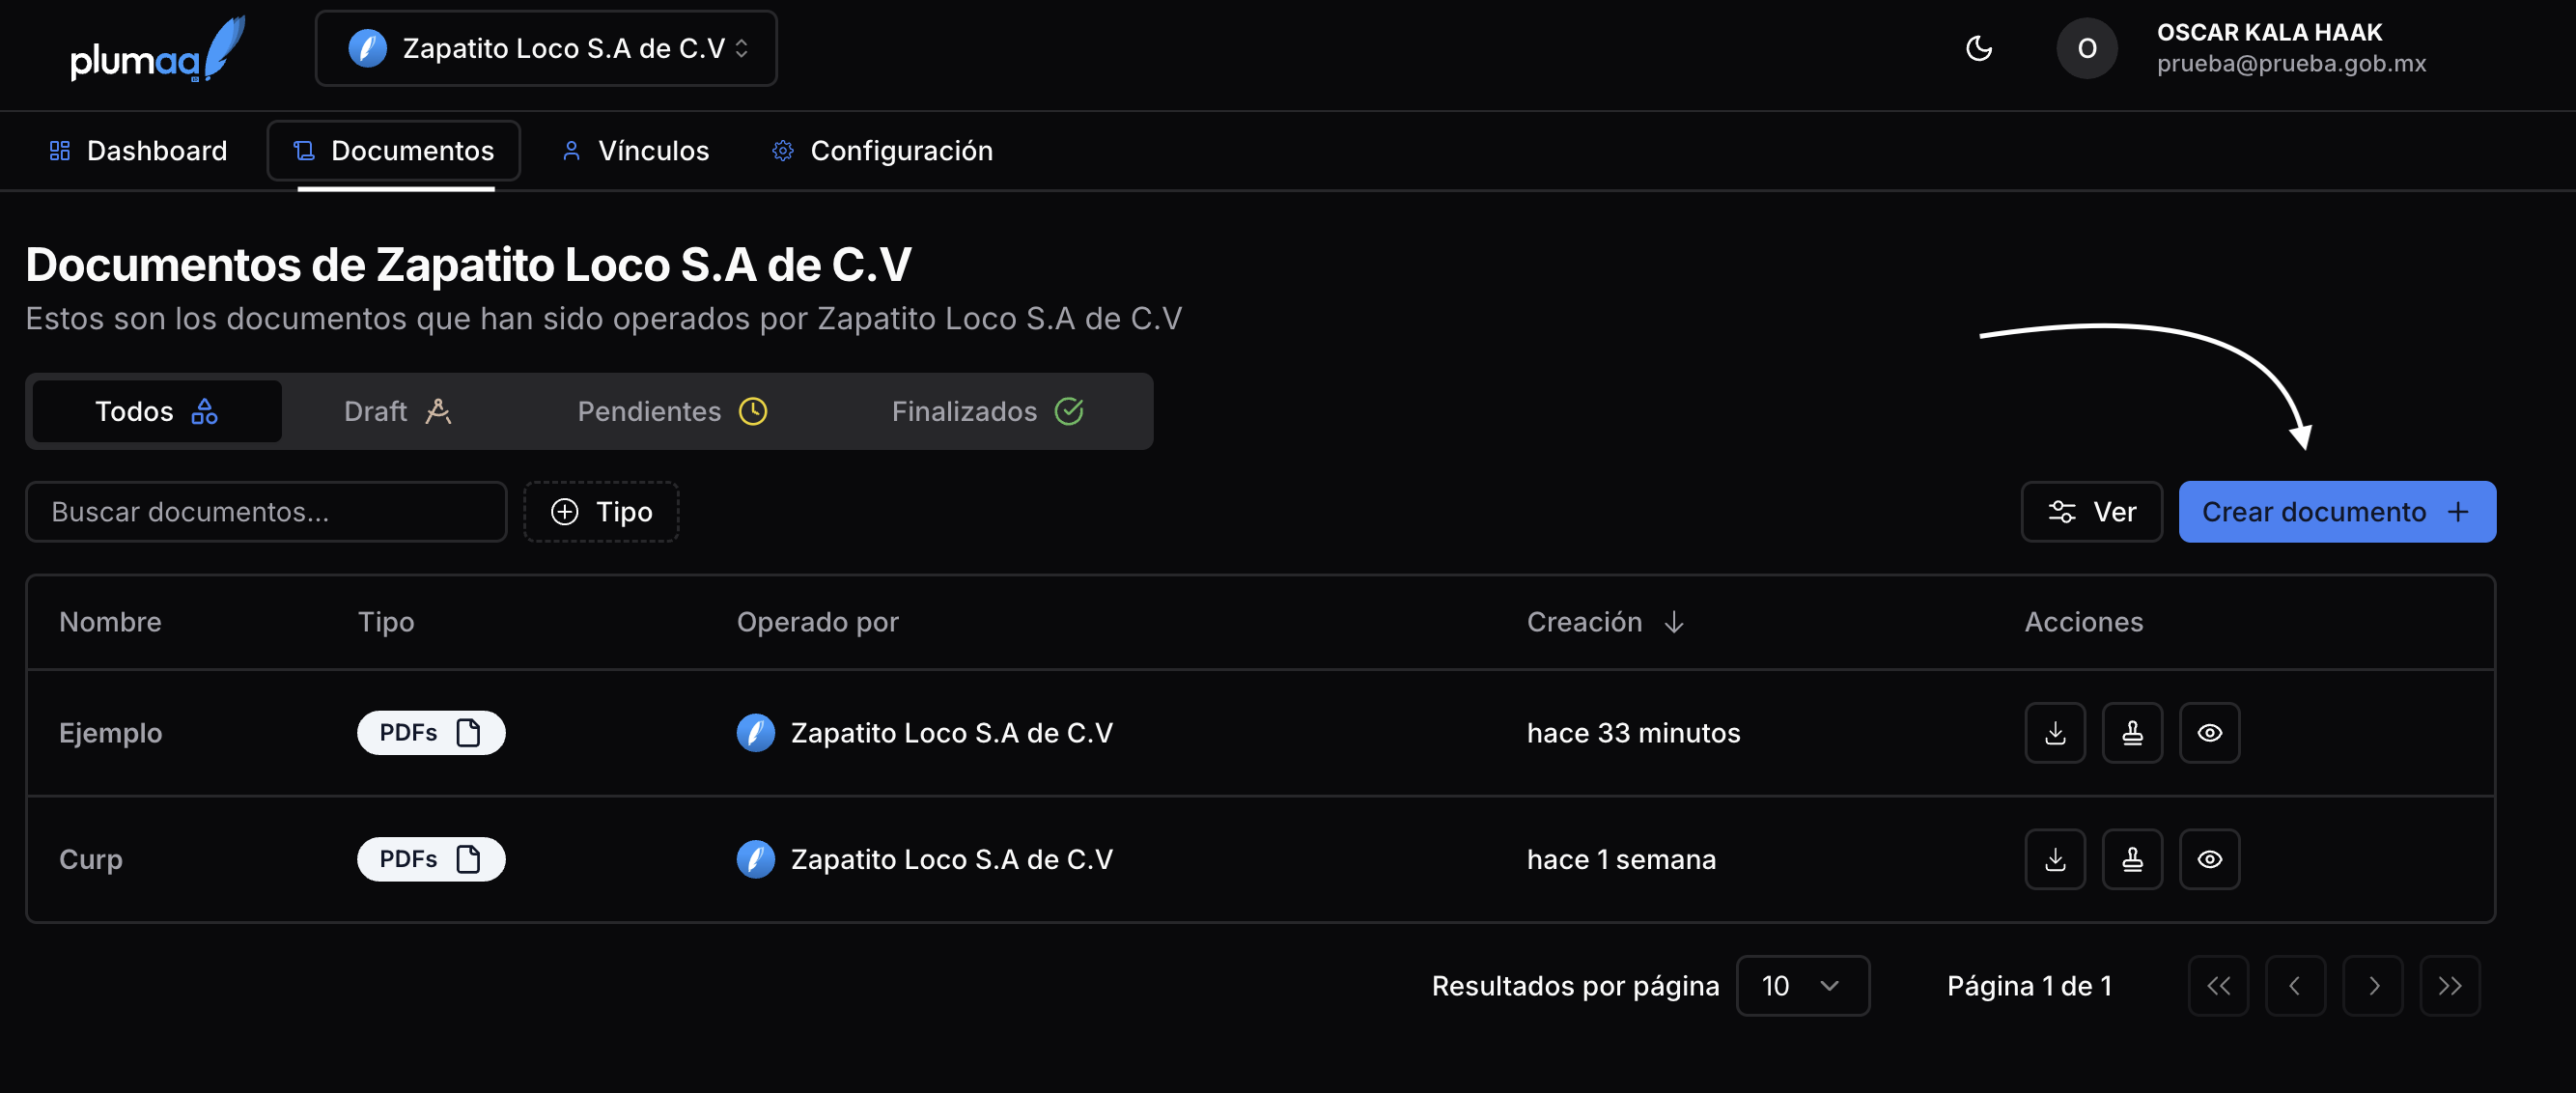 plumaa
Zapatito Loco S.A de C.V
O
OSCAR KALA HAAK
prueba@prueba.gob.mx
Dashboard
Documentos
Vínculos
Configuración
Documentos de Zapatito Loco S.A de C.V
Estos son los documentos que han sido operados por Zapatito Loco S.A de C.V
Todos
Draft
Pendientes
Finalizados
Buscar documentos...
Tipo
Ver
Crear documento
Nombre Tipo Operado por Creación Acciones
Ejemplo PDFs Zapatito Loco S.A de C.V hace 33 minutos
Curp PDFs Zapatito Loco S.A de C.V hace 1 semana
Resultados por página 10 Página 1 de 1